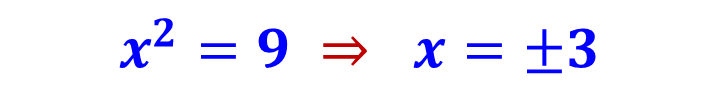 x² = 9 ⇒ x = ±3